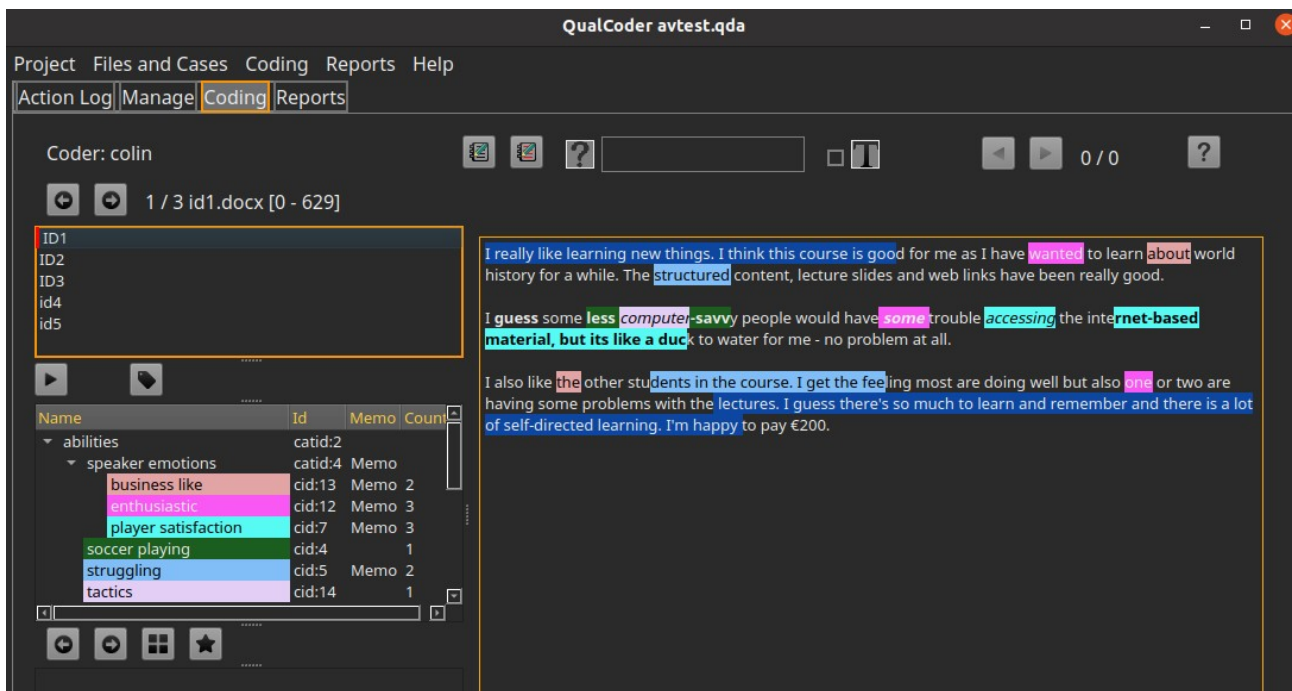 QualCoder avtest.qda
Project Files and Cases Coding Reports Help
Action Log Manage Coding Reports
Coder: colin
0 / 0
1 / 3 id1.docx [0 - 629]
ID1
ID2
ID3
id4
id5
Name Id Memo Count
abilities catid:2
speaker emotions catid:4 Memo
business like cid:13 Memo 2
enthusiastic cid:12 Memo 3
player satisfaction cid:7 Memo 3
soccer playing cid:4 1
struggling cid:5 Memo 2
tactics cid:14 1
I really like learning new things. I think this course is good for me as I have wanted to learn about world
history for a while. The structured content, lecture slides and web links have been really good.
I guess some less computer-savvy people would have some trouble accessing the internet-based
material, but its like a duck to water for me - no problem at all.
I also like the other students in the course. I get the feeling most are doing well but also one or two are
having some problems with the lectures. I guess there's so much to learn and remember and there is a lot
of self-directed learning. I'm happy to pay €200.